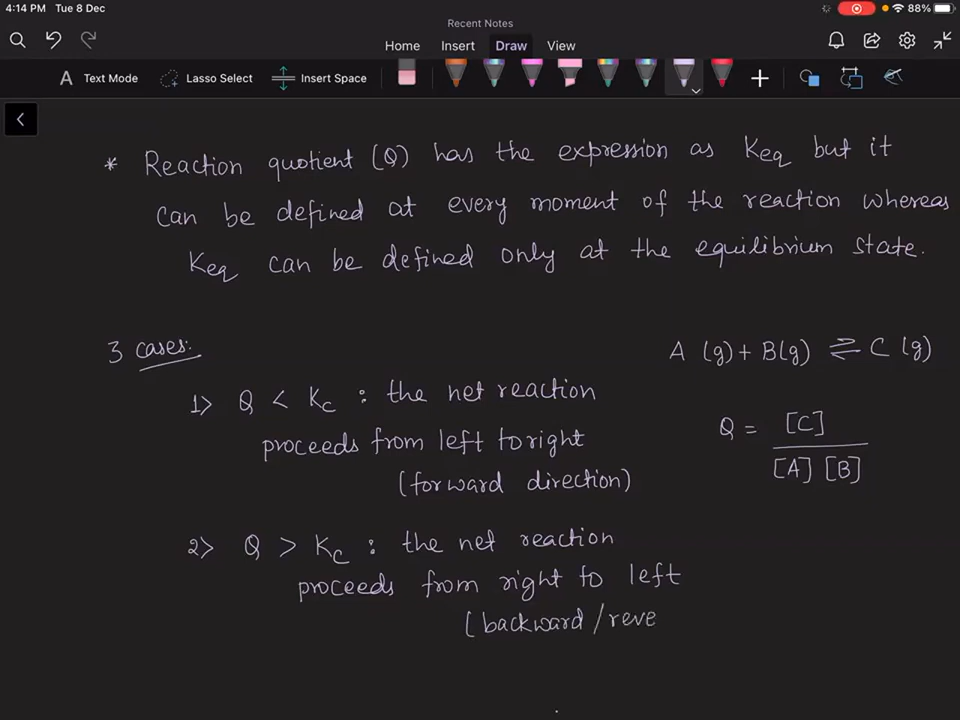 4:14 PM Tue 8 Dec
88%
Recent Notes
Home Insert Draw View
Text Mode Lasso Select Insert Space
* Reaction quotient (Q) has the expression as Keq but it
can be defined at every moment of the reaction whereas
Keq can be defined only at the equilibrium state.
3 cases:
A (g) + B(g) ⇌ C (g)
1> Q < Kc : the net reaction
proceeds from left to right
(forward direction)
Q = [C]
[A] [B]
2> Q > Kc : the net reaction
proceeds from right to left
(backward / reve